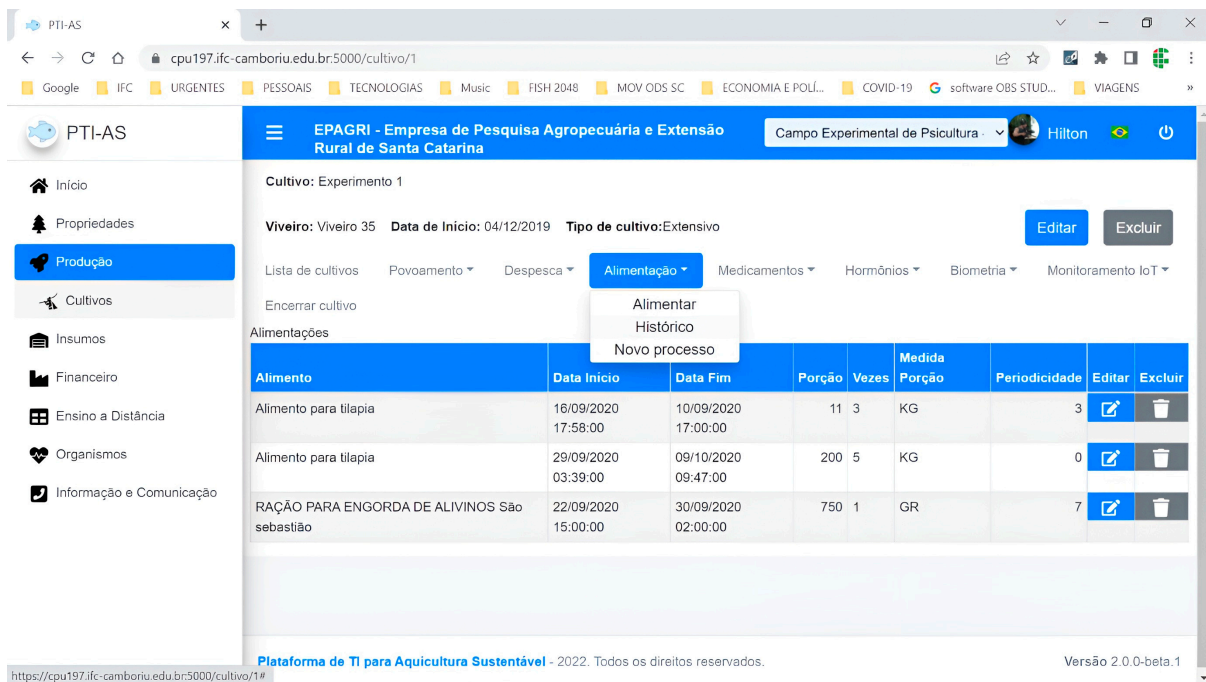 PTI-AS
cpu197.ifc-camboriu.edu.br:5000/cultivo/1
Google IFC URGENTES PESSOAIS TECNOLOGIAS Music FISH 2048 MOV ODS SC ECONOMIA E POLÍ... COVID-19 software OBS STUD... VIAGENS »
PTI-AS
EPAGRI - Empresa de Pesquisa Agropecuária e Extensão
Rural de Santa Catarina
Campo Experimental de Psicultura -
Hilton
Início
Propriedades
Produção
Cultivos
Insumos
Financeiro
Ensino a Distância
Organismos
Informação e Comunicação
Cultivo: Experimento 1
Viveiro: Viveiro 35 Data de Início: 04/12/2019 Tipo de cultivo:Extensivo
Editar Excluir
Lista de cultivos Povoamento Despesca Alimentação Medicamentos Hormônios Biometria Monitoramento IoT
Encerrar cultivo
Alimentar
Histórico
Novo processo
Alimentações
Alimento Data Início Data Fim Porção Vezes Medida Porção Periodicidade Editar Excluir
Alimento para tilapia 16/09/2020 10/09/2020 11 3 KG 3
17:58:00 17:00:00
Alimento para tilapia 29/09/2020 09/10/2020 200 5 KG 0
03:39:00 09:47:00
RAÇÃO PARA ENGORDA DE ALIVINOS São 22/09/2020 30/09/2020 750 1 GR 7
sebastião 15:00:00 02:00:00
Plataforma de TI para Aquicultura Sustentável - 2022. Todos os direitos reservados. Versão 2.0.0-beta.1
https://cpu197.ifc-camboriu.edu.br:5000/cultivo/1#